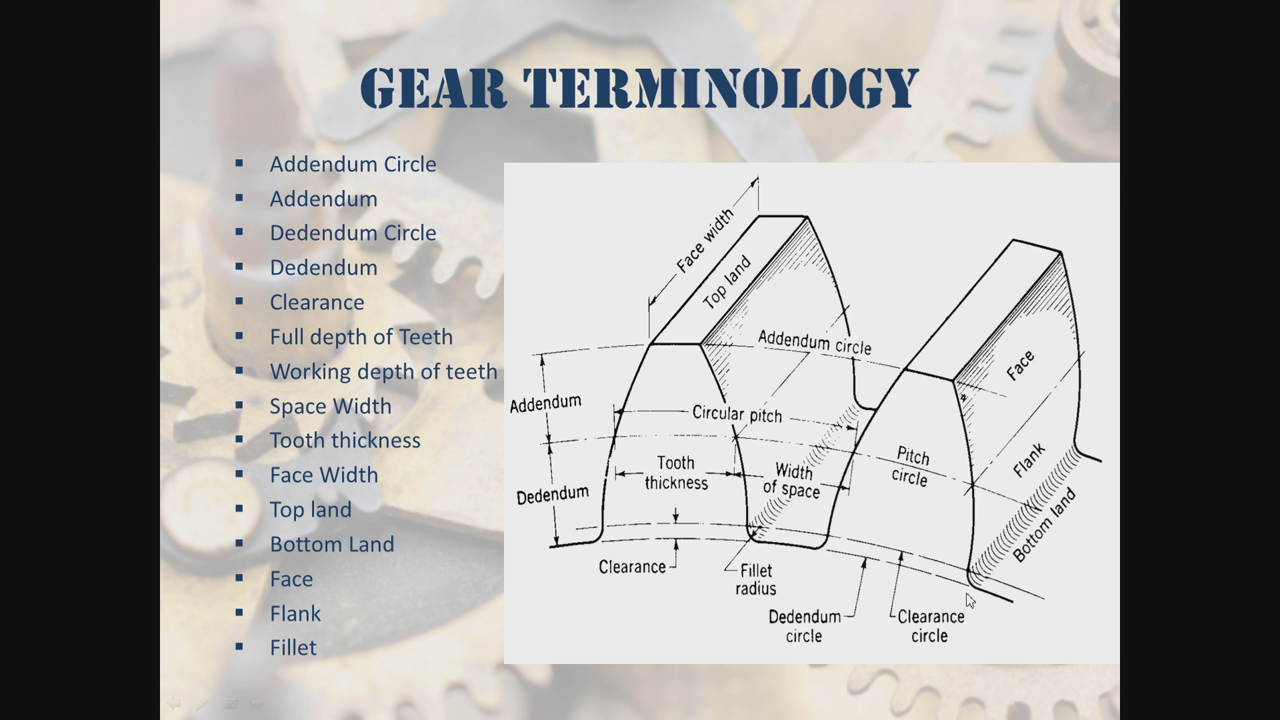 GEAR TERMINOLOGY
Addendum Circle
Addendum
Dedendum Circle
Dedendum
Clearance
Full depth of Teeth
Working depth of teeth
Space Width
Tooth thickness
Face Width
Top land
Bottom Land
Face
Flank
Fillet
Face width
Top land
Addendum circle
Face
Addendum
Circular pitch
Pitch
circle
Flank
Tooth
thickness
Width
of space
Dedendum
Bottom land
Clearance
Fillet
radius
Dedendum
circle
Clearance
circle